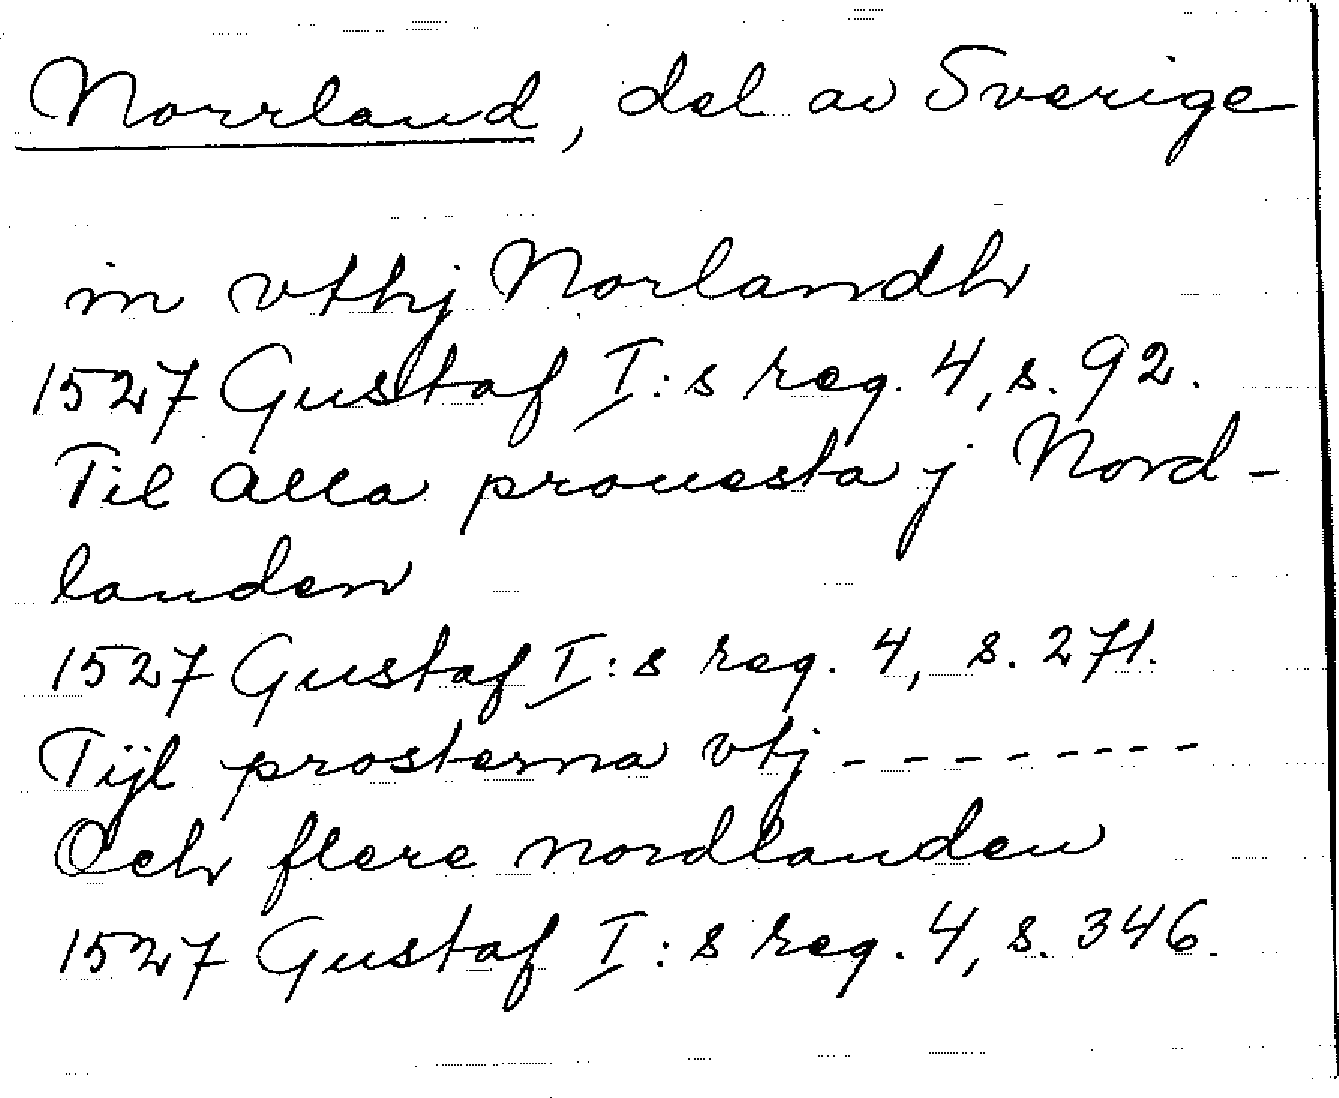 Norrland, del av Sverige
in vthj Norlandh
1527 Gustaf I:s reg. 4, s. 92.
Til Alla prouesta j Nord-
landen
1527 Gustaf I:s reg. 4, s. 271.
Tijl prosterna vtj --------
Och flere nordlanden
1527 Gustaf I:s reg. 4, s. 346.